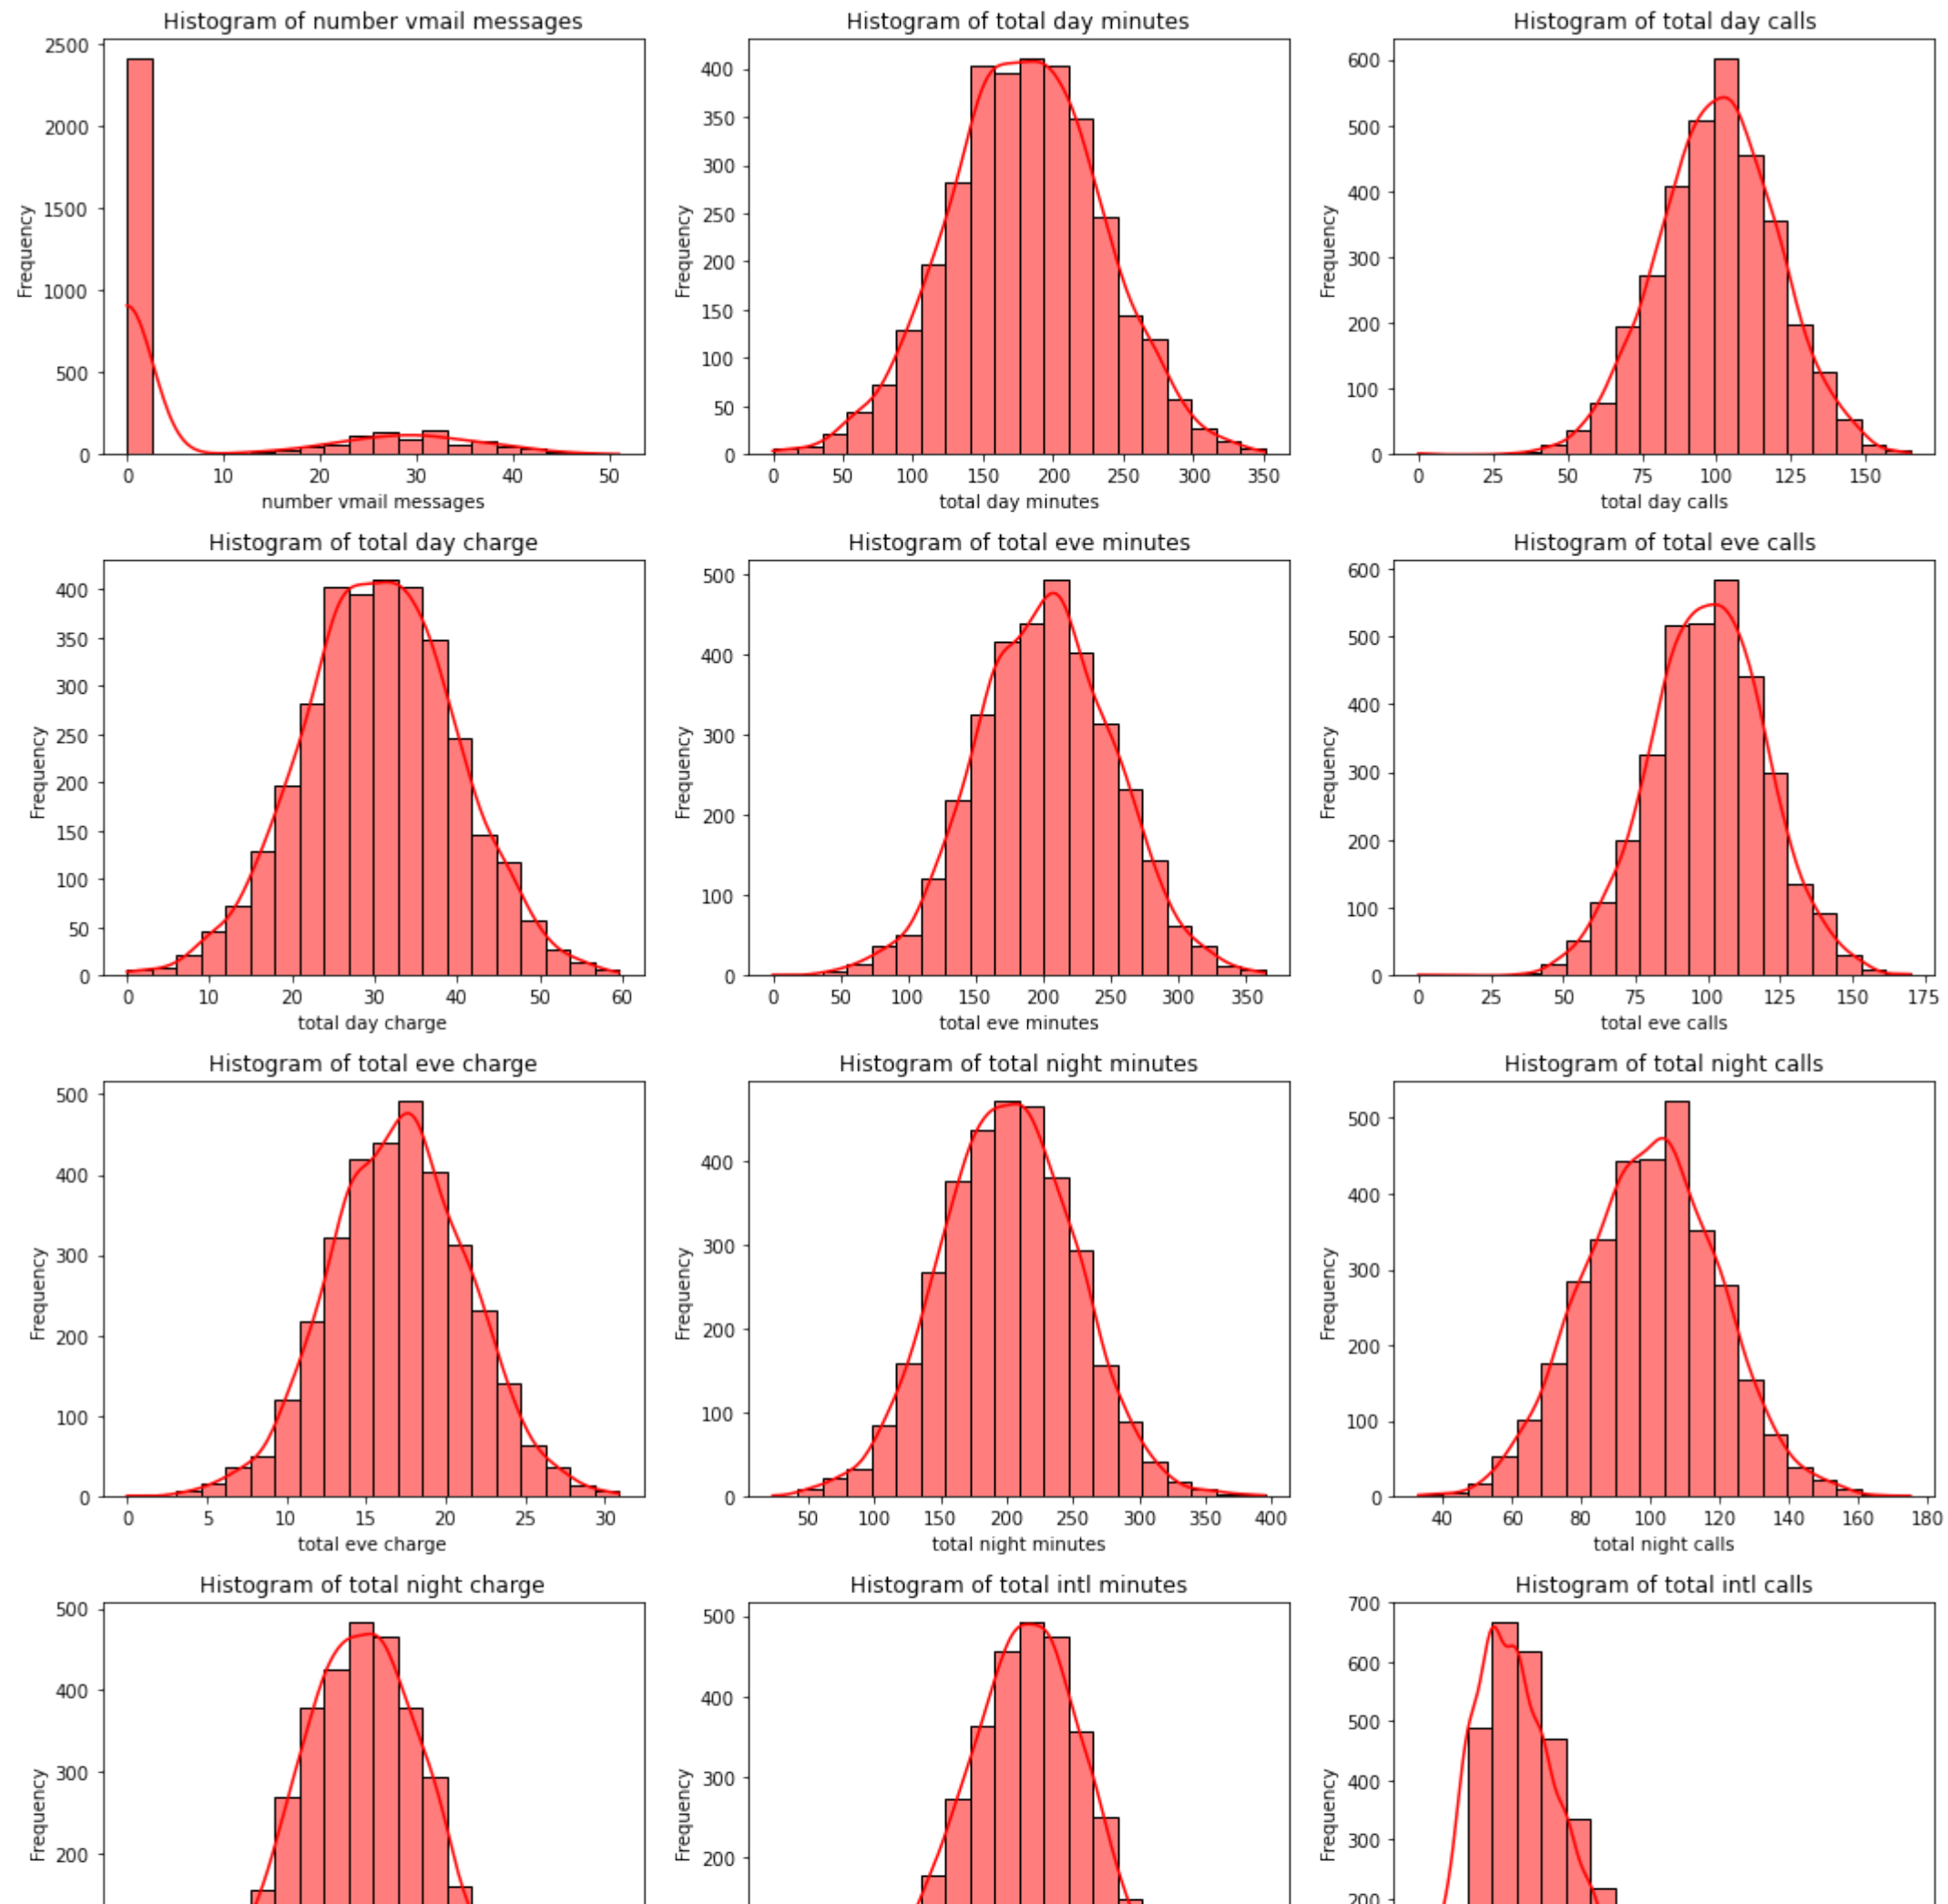 Histogram of number vmail messages
2500
2000
1500
1000
500
0
Frequency
0 10 20 30 40 50
number vmail messages
Histogram of total day minutes
400
350
300
250
200
150
100
50
0
Frequency
0 50 100 150 200 250 300 350
total day minutes
Histogram of total day calls
600
500
400
300
200
100
0
Frequency
0 25 50 75 100 125 150
total day calls
Histogram of total day charge
400
350
300
250
200
150
100
50
0
Frequency
0 10 20 30 40 50 60
total day charge
Histogram of total eve minutes
500
400
300
200
100
0
Frequency
0 50 100 150 200 250 300 350
total eve minutes
Histogram of total eve calls
600
500
400
300
200
100
0
Frequency
0 25 50 75 100 125 150 175
total eve calls
Histogram of total eve charge
500
400
300
200
100
0
Frequency
0 5 10 15 20 25 30
total eve charge
Histogram of total night minutes
400
300
200
100
0
Frequency
50 100 150 200 250 300 350 400
total night minutes
Histogram of total night calls
500
400
300
200
100
0
Frequency
40 60 80 100 120 140 160 180
total night calls
Histogram of total night charge
500
400
300
200
Frequency
Histogram of total intl minutes
500
400
300
200
Frequency
Histogram of total intl calls
700
600
500
400
300
200
Frequency